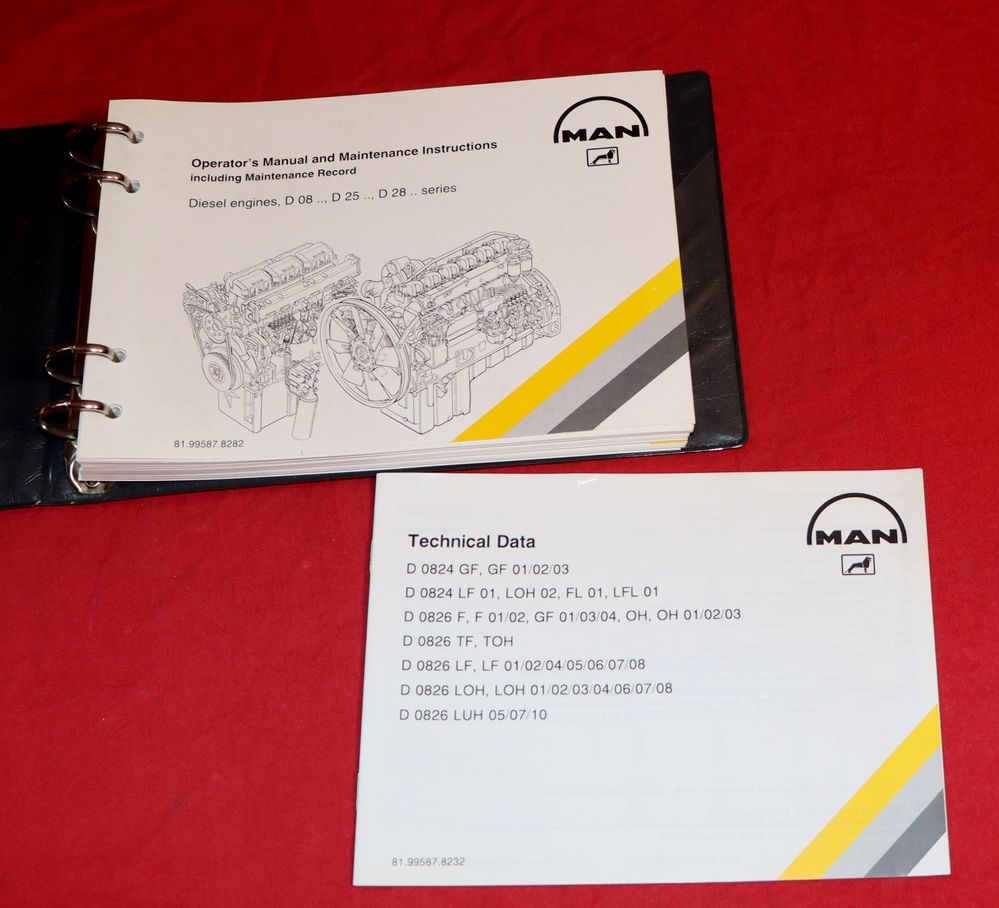 MAN
Operator's Manual and Maintenance Instructions
including Maintenance Record
Diesel engines, D 08 .., D 25 .., D 28 .. series
81.99587.8282
MAN
Technical Data
D 0824 GF, GF 01/02/03
D 0824 LF 01, LOH 02, FL 01, LFL 01
D 0826 F, F 01/02, GF 01/03/04, OH, OH 01/02/03
D 0826 TF, TOH
D 0826 LF, LF 01/02/04/05/06/07/08
D 0826 LOH, LOH 01/02/03/04/06/07/08
D 0826 LUH 05/07/10
81.99587.8232